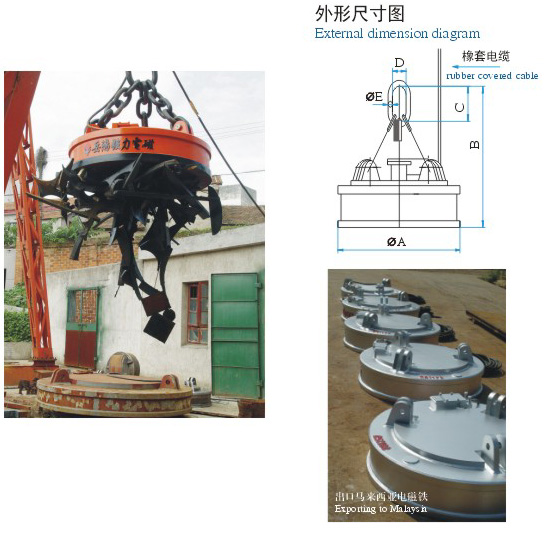 外形尺寸图
External dimension diagram
橡套电缆
rubber covered cable
D
ØE
C
B
ØA
出口马来西亚电磁铁
Exporting to Malaysia